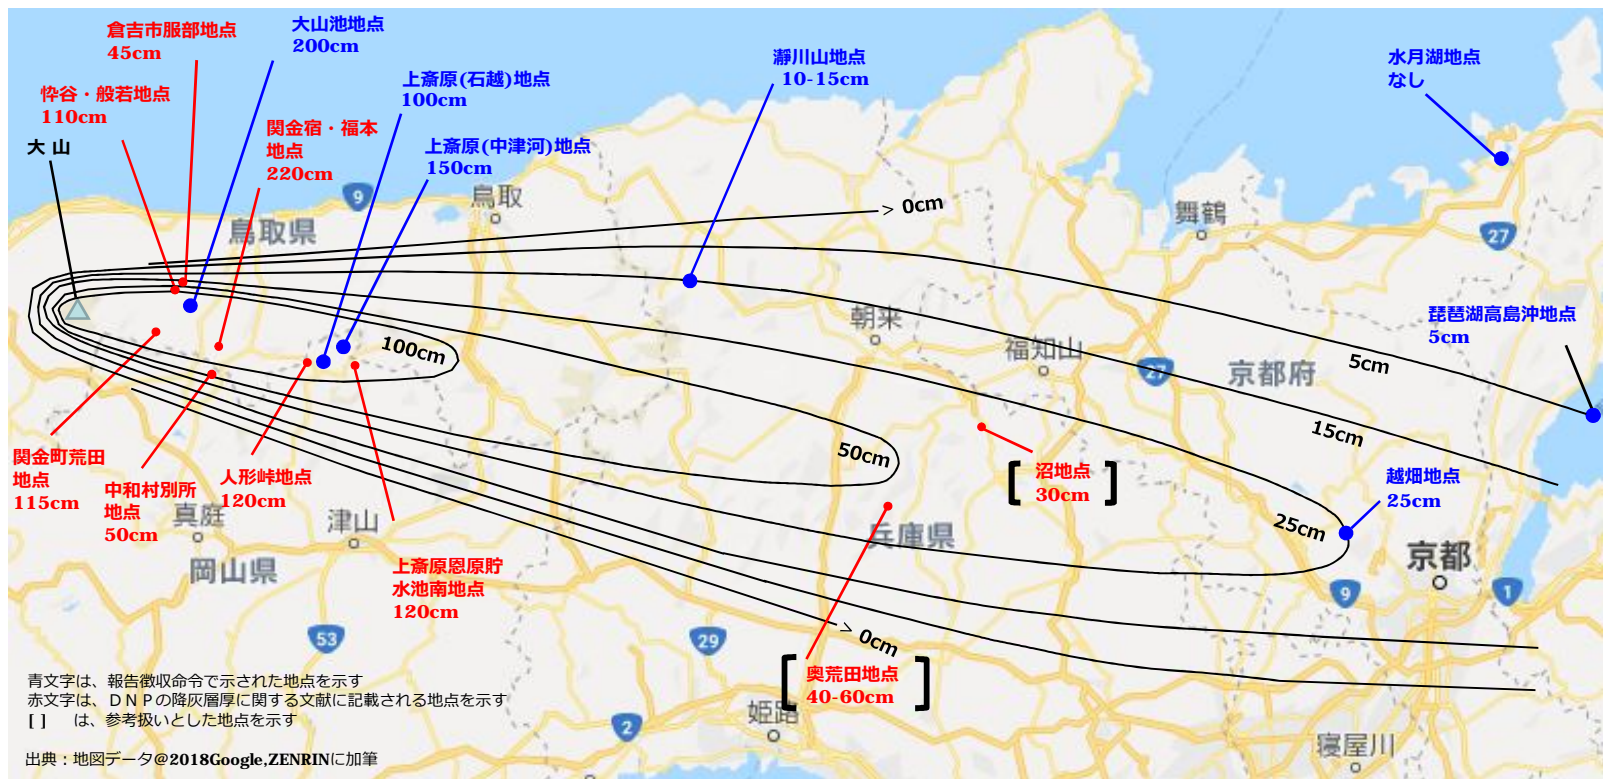 倉吉市服部地点
45cm
大山池地点
200cm
瀞川山地点
10-15cm
水月湖地点
なし
上斎原(石越)地点
100cm
忰谷・般若地点
110cm
関金宿・福本
地点
220cm
上斎原(中津河)地点
150cm
大 山
9
鳥取
鳥取県
> 0cm
舞鶴
27
朝来
福知山
27
京都府
琵琶湖高島沖地点
5cm
100cm
5cm
15cm
50cm
25cm
関金町荒田
地点
115cm
中和村別所
地点
50cm
人形峠地点
120cm
沼地点
[ 30cm ]
越畑地点
25cm
真庭
津山
岡山県
兵庫県
京都
9
1
上斎原恩原貯
水池南地点
120cm
53
29
> 0cm
奥荒田地点
[ 40-60cm ]
姫路
2
寝屋川
青文字は、報告徴収命令で示された地点を示す
赤文字は、DNPの降灰層厚に関する文献に記載される地点を示す
[ ] は、参考扱いとした地点を示す
出典：地図データ@2018Google,ZENRINに加筆